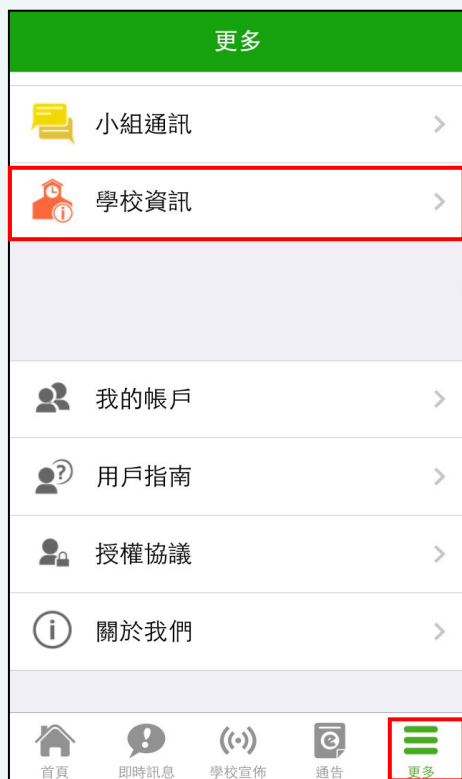 更多
小組通訊
學校資訊
我的帳戶
用戶指南
授權協議
關於我們
首頁 即時訊息 學校宣佈 通告 更多